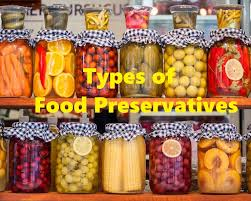 Types of
Food Preservatives